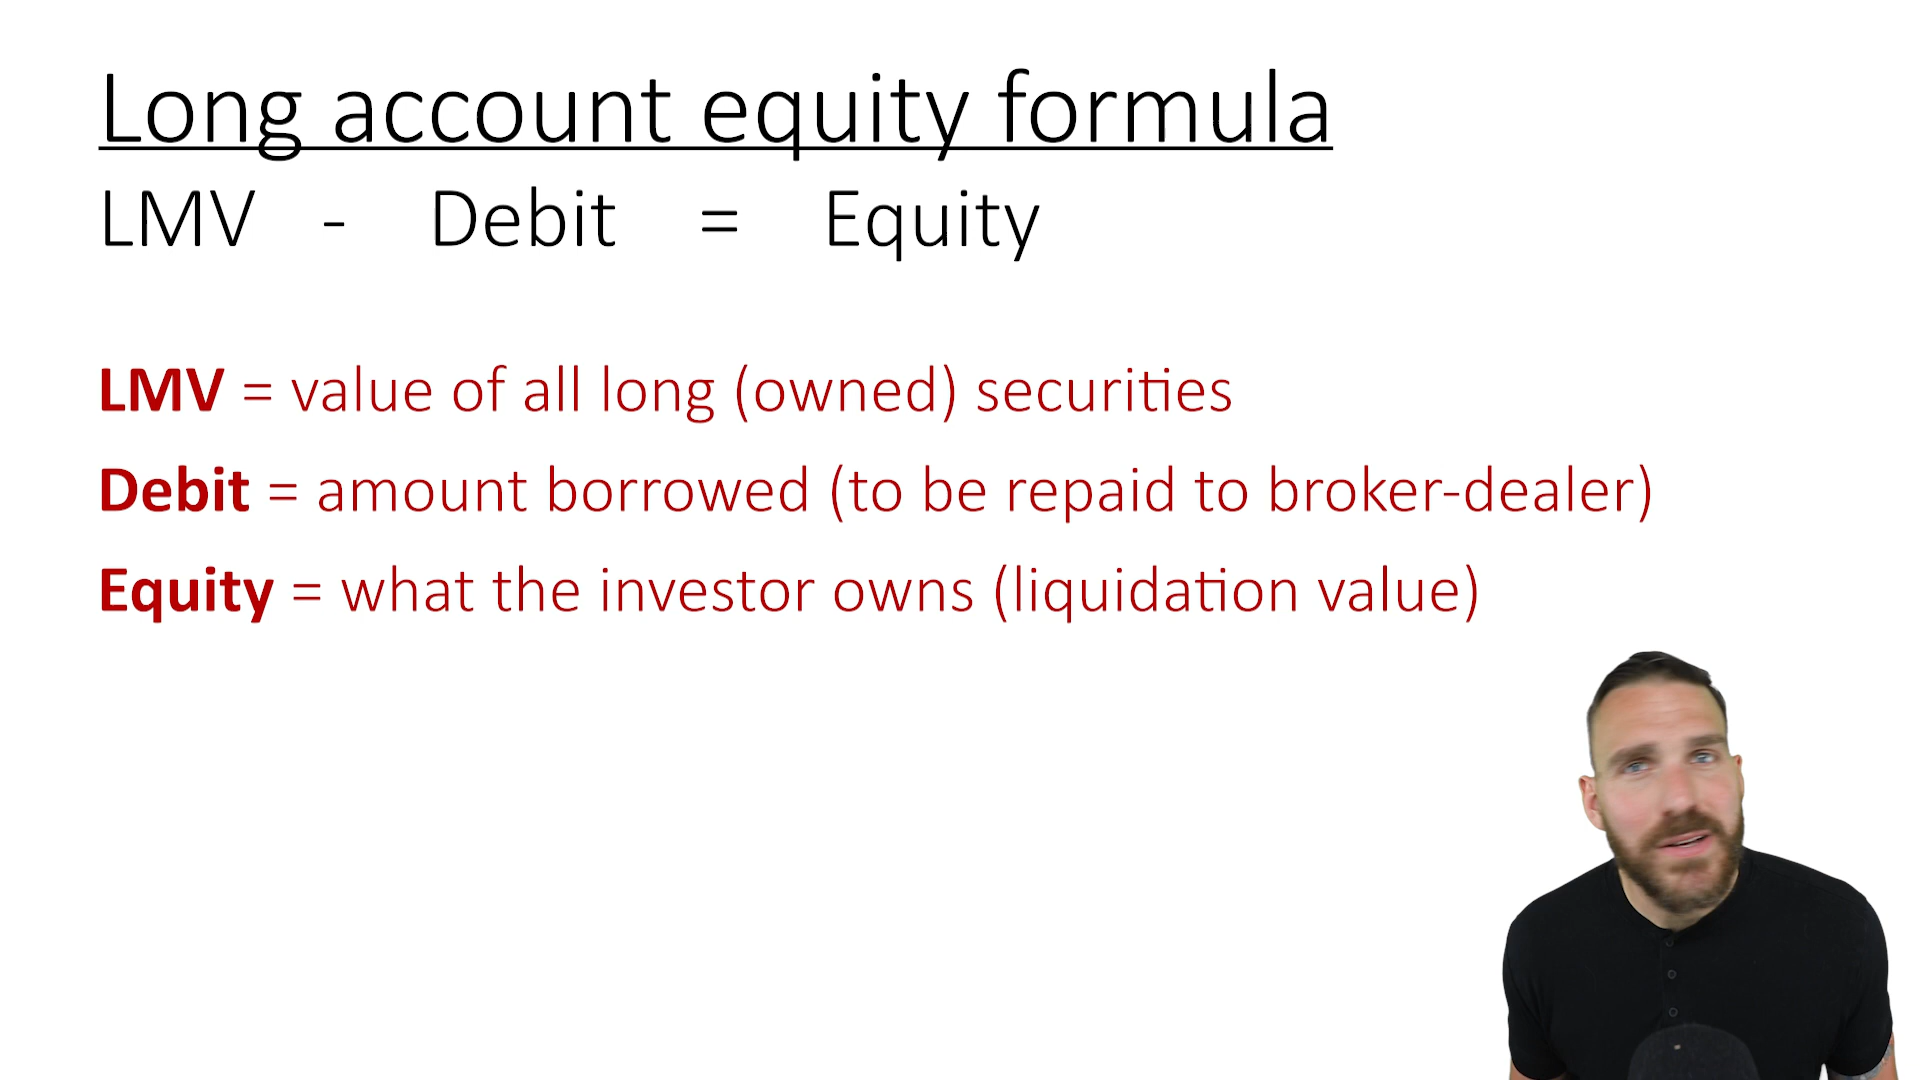 Long account equity formula
LMV - Debit = Equity
LMV = value of all long (owned) securities
Debit = amount borrowed (to be repaid to broker-dealer)
Equity = what the investor owns (liquidation value)